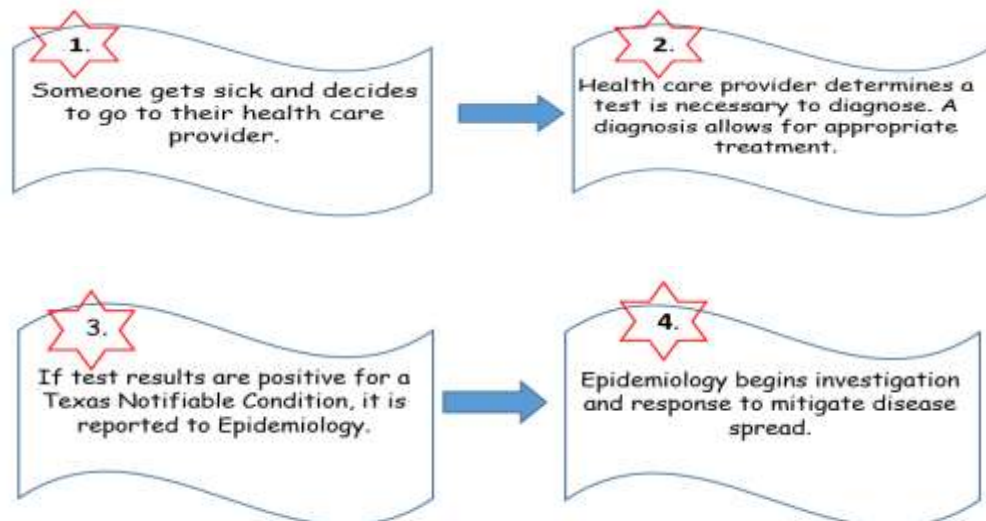 1.
Someone gets sick and decides
to go to their health care
provider.
2.
Health care provider determines a
test is necessary to diagnose. A
diagnosis allows for appropriate
treatment.
3.
If test results are positive for a
Texas Notifiable Condition, it is
reported to Epidemiology.
4.
Epidemiology begins investigation
and response to mitigate disease
spread.